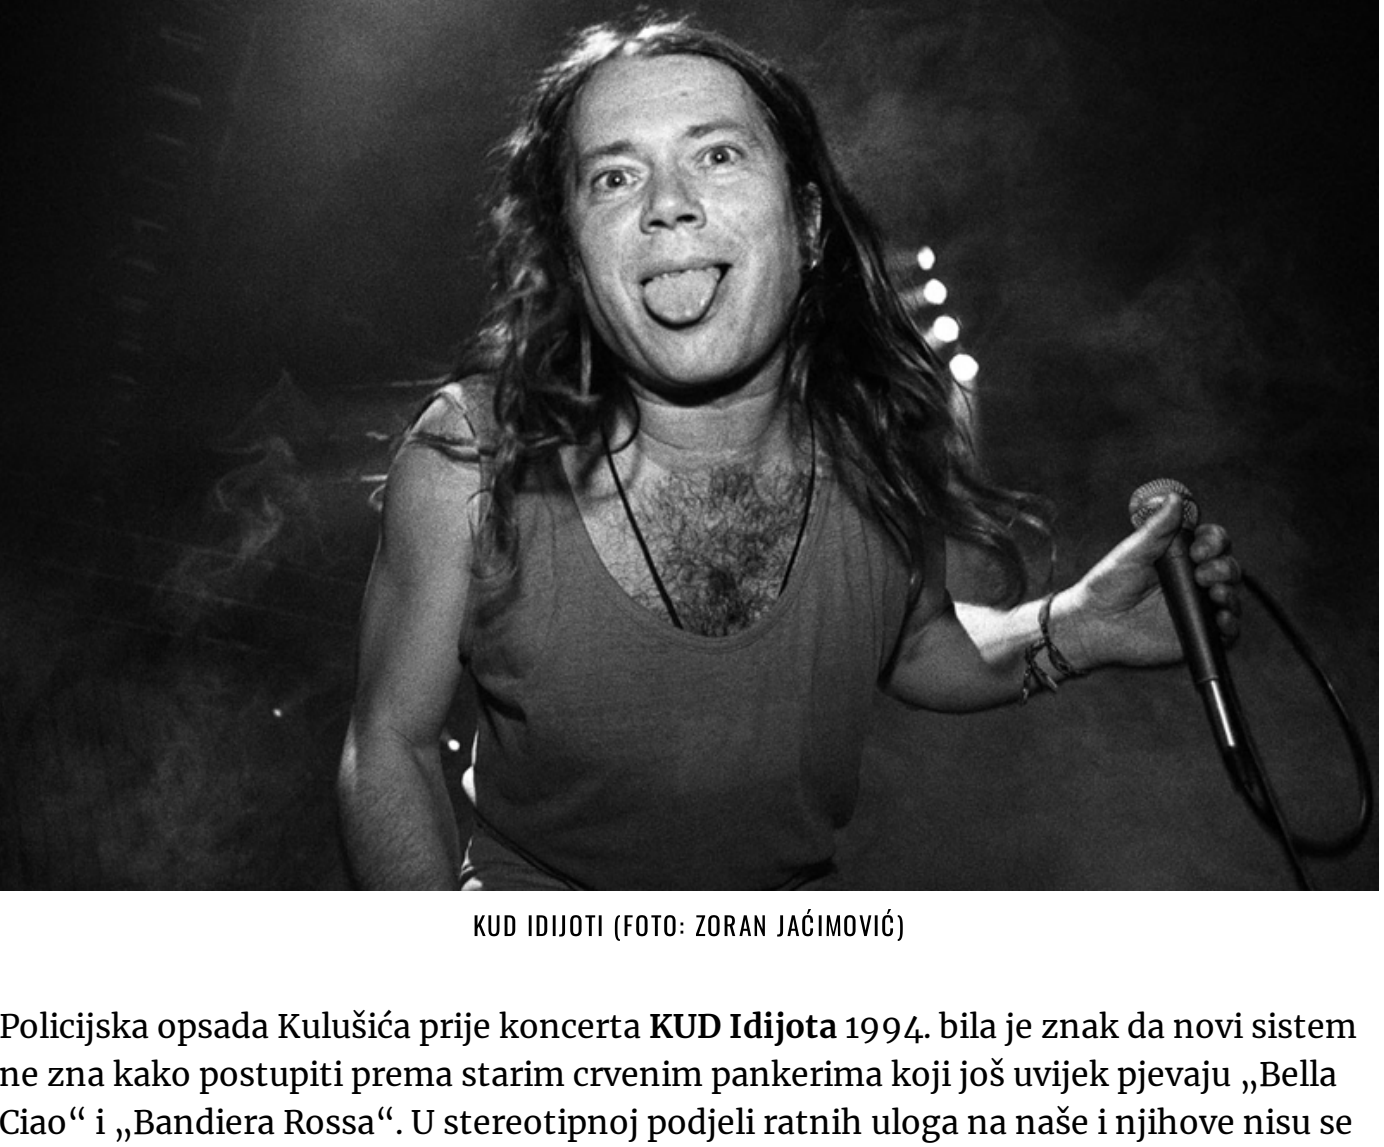 KUD IDIJOTI (FOTO: ZORAN JAĆIMOVIĆ)
Policijska opsada Kulušića prije koncerta KUD Idijota 1994. bila je znak da novi sistem
ne zna kako postupiti prema starim crvenim pankerima koji još uvijek pjevaju „Bella
Ciao“ i „Bandiera Rossa“. U stereotipnoj podjeli ratnih uloga na naše i njihove nisu se